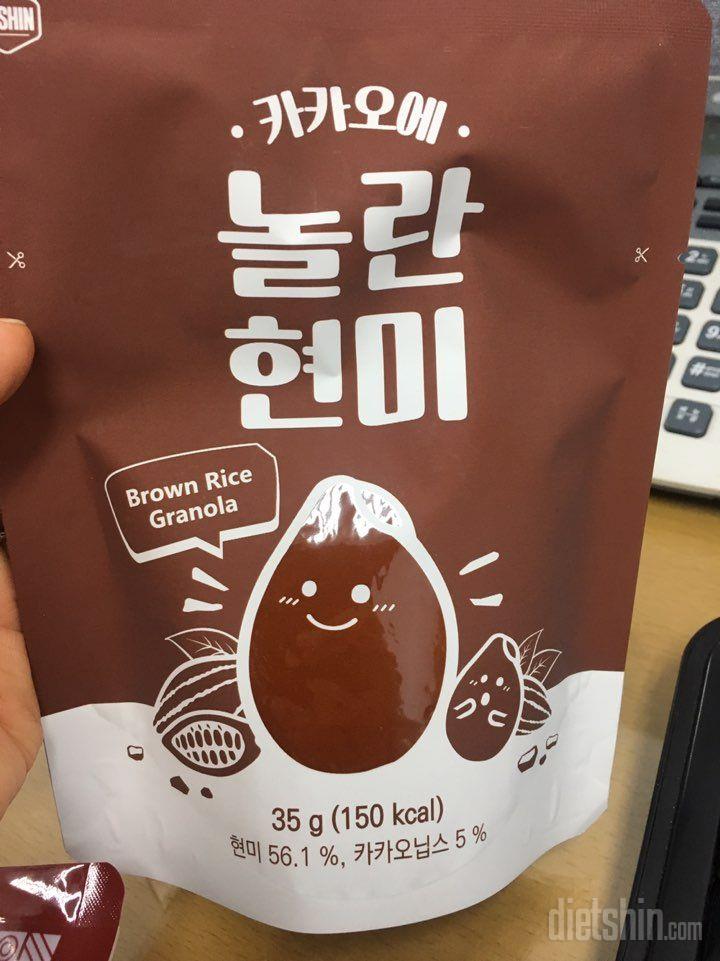 SHIN
카카오에
놀란
현미
Brown Rice
Granola
35 g (150 kcal)
현미 56.1 %, 카카오닙스 5 %
dietshin.com